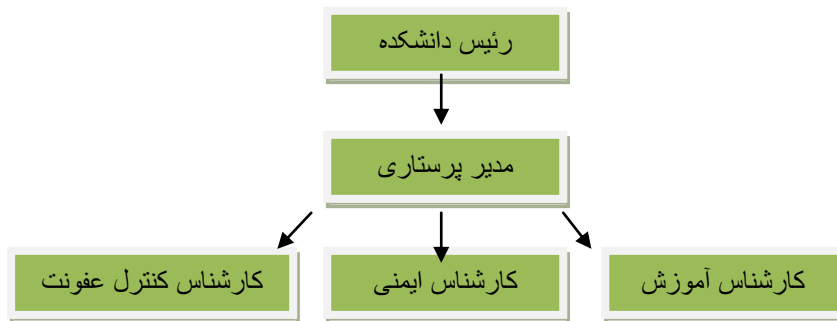 رئیس دانشکده
مدیر پرستاری
کارشناس آموزش
کارشناس ایمنی
کارشناس کنترل عفونت